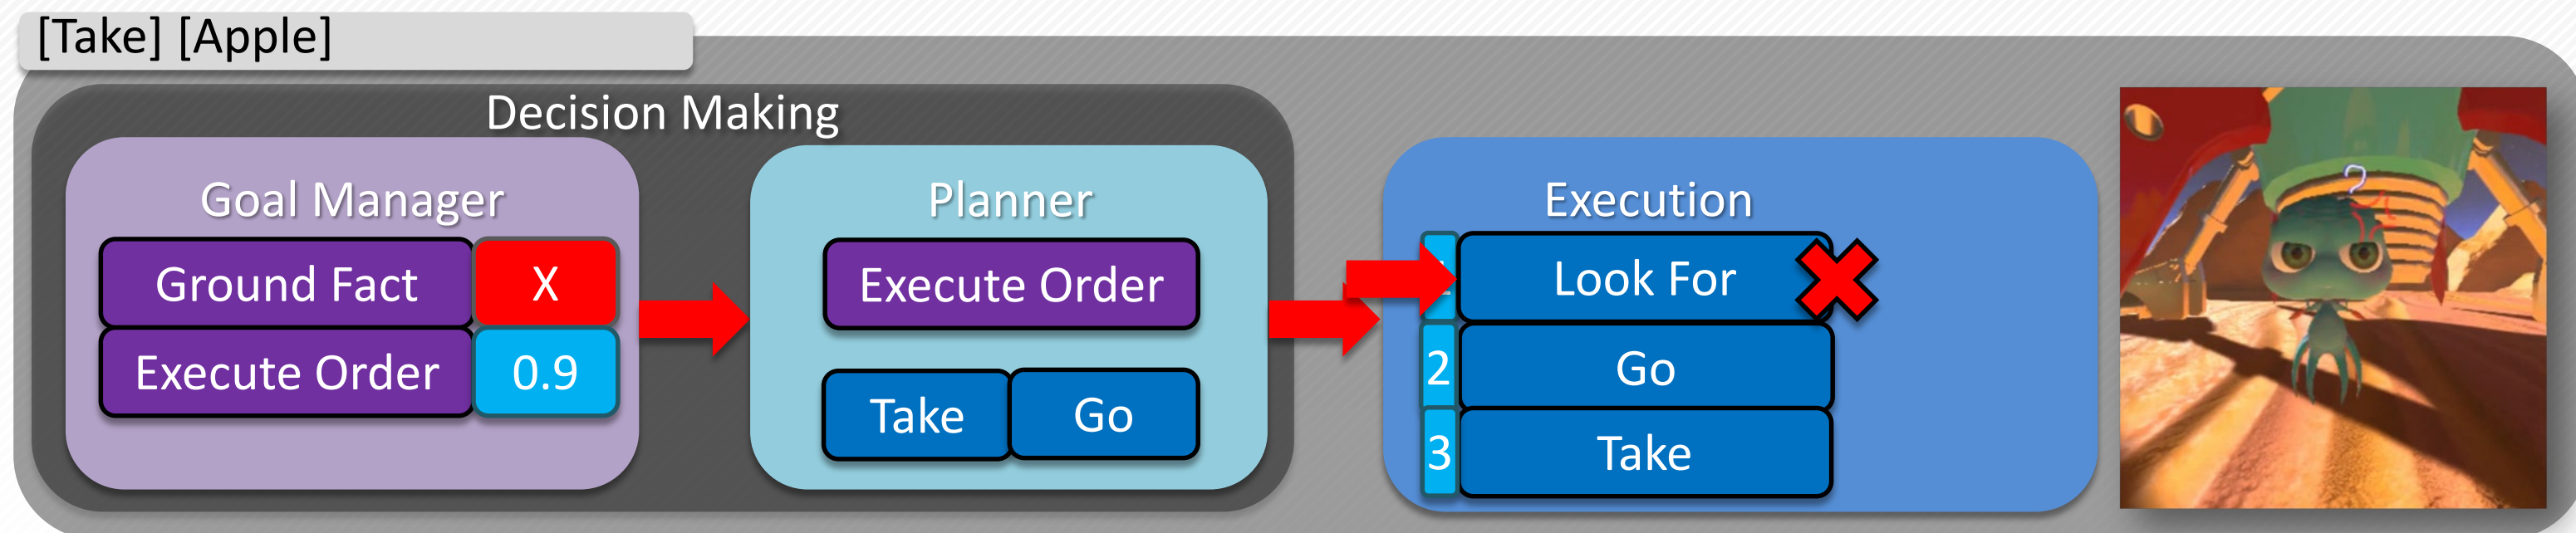 [Take] [Apple]
Decision Making
Goal Manager
Ground Fact X
Execute Order 0.9
Planner
Execute Order
Take Go
Execution
Look For
2 Go
3 Take
?